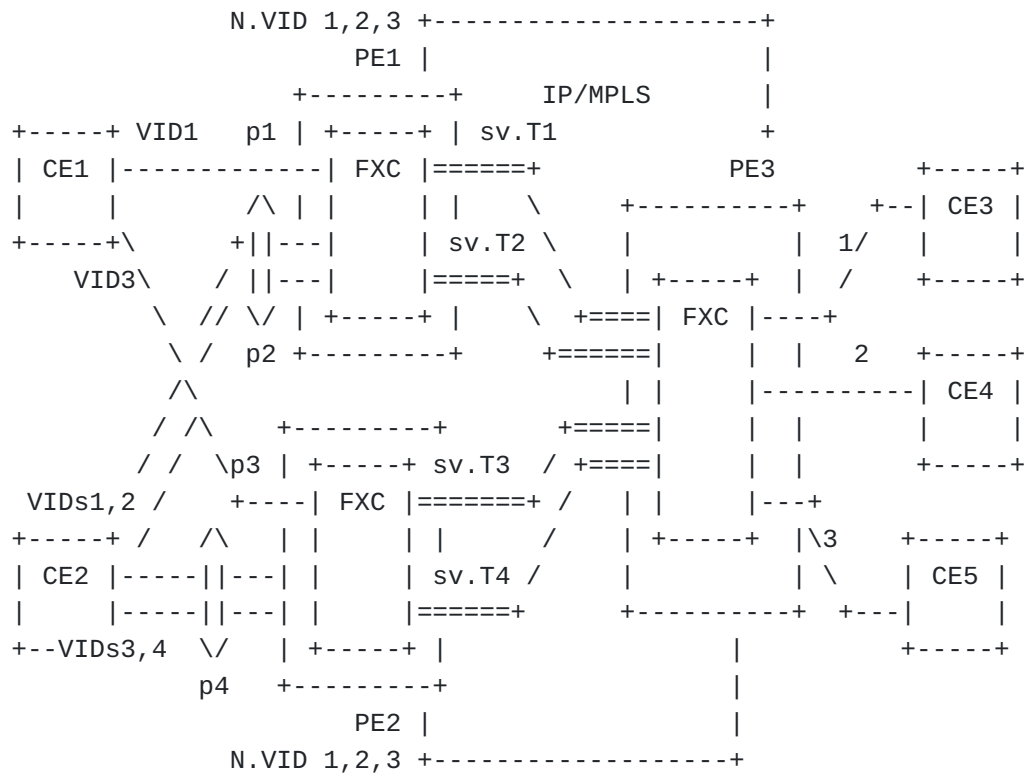 N.VID 1,2,3 +---------------------+
                      PE1 |                     |
                  +---------+     IP/MPLS       |
+-----+ VID1   p1 | +-----+ | sv.T1             +
| CE1 |-------------| FXC |======+            PE3         +-----+
|     |        /\ | |     | |    \     +----------+    +--| CE3 |
+-----+\      +||---|     | sv.T2 \    |          |  1/   |     |
    VID3\    / ||---|     |=====+  \   | +-----+  |  /    +-----+
         \  // \/ | +-----+ |    \  +====| FXC |----+
          \ /  p2 +---------+     +======|     |  |   2   +-----+
          /\                           | |     |----------| CE4 |
         / /\    +---------+       +=====|     |  |       |     |
        / /  \p3 | +-----+ sv.T3  / +====|     |  |       +-----+
 VIDs1,2 /    +----| FXC |=======+ /   | |     |---+
+-----+ /   /\   | |     | |      /    | +-----+  |\3    +-----+
| CE2 |-----||---| |     | sv.T4 /     |          | \    | CE5 |
|     |-----||---| |     |======+      +----------+  +---|     |
+--VIDs3,4  \/   | +-----+ |                  |          +-----+
            p4   +---------+                  |
                      PE2 |                   |
              N.VID 1,2,3 +-------------------+